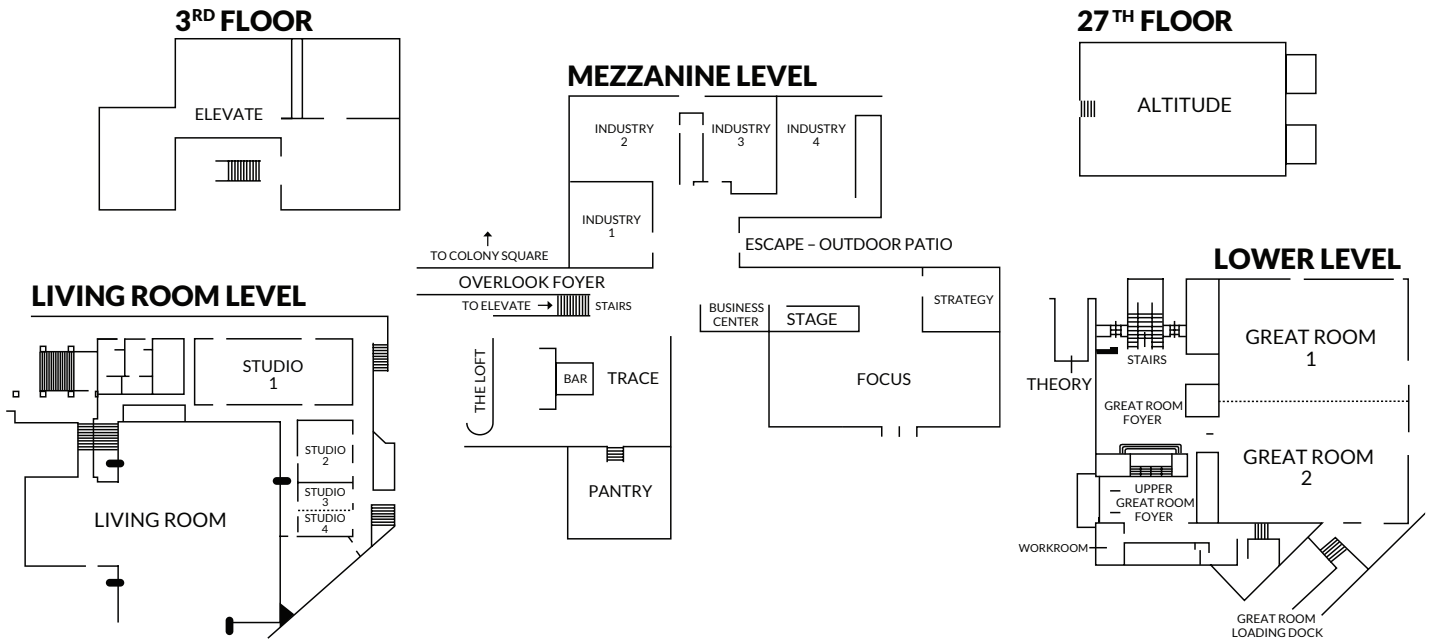 3RD FLOOR
ELEVATE
MEZZANINE LEVEL
INDUSTRY
2
INDUSTRY
3
INDUSTRY
4
INDUSTRY
1
TO COLONY SQUARE
ESCAPE – OUTDOOR PATIO
OVERLOOK FOYER
TO ELEVATE
STAIRS
STRATEGY
BUSINESS
CENTER
STAGE
THE LOFT
BAR
TRACE
FOCUS
PANTRY
27TH FLOOR
ALTITUDE
LIVING ROOM LEVEL
STUDIO
1
STUDIO
2
STUDIO
3
STUDIO
4
LIVING ROOM
LOWER LEVEL
GREAT ROOM
1
STAIRS
THEORY
GREAT ROOM
FOYER
GREAT ROOM
2
UPPER
GREAT ROOM
FOYER
WORKROOM
GREAT ROOM
LOADING DOCK